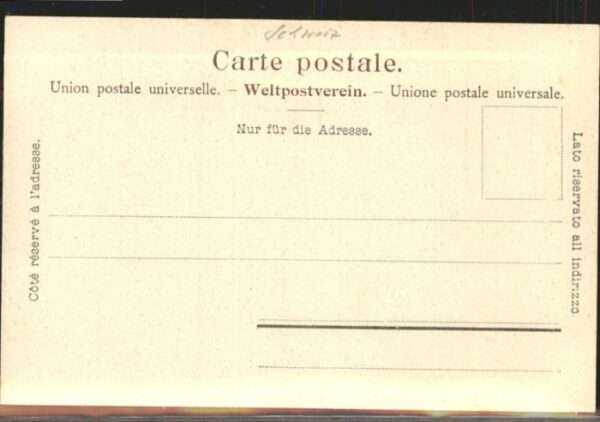 Schweiz
Carte postale.
Union postale universelle. – Weltpostverein. – Unione postale universale.
Nur für die Adresse.
Côté réservé à l'adresse.
Lato riservato all indirizzo